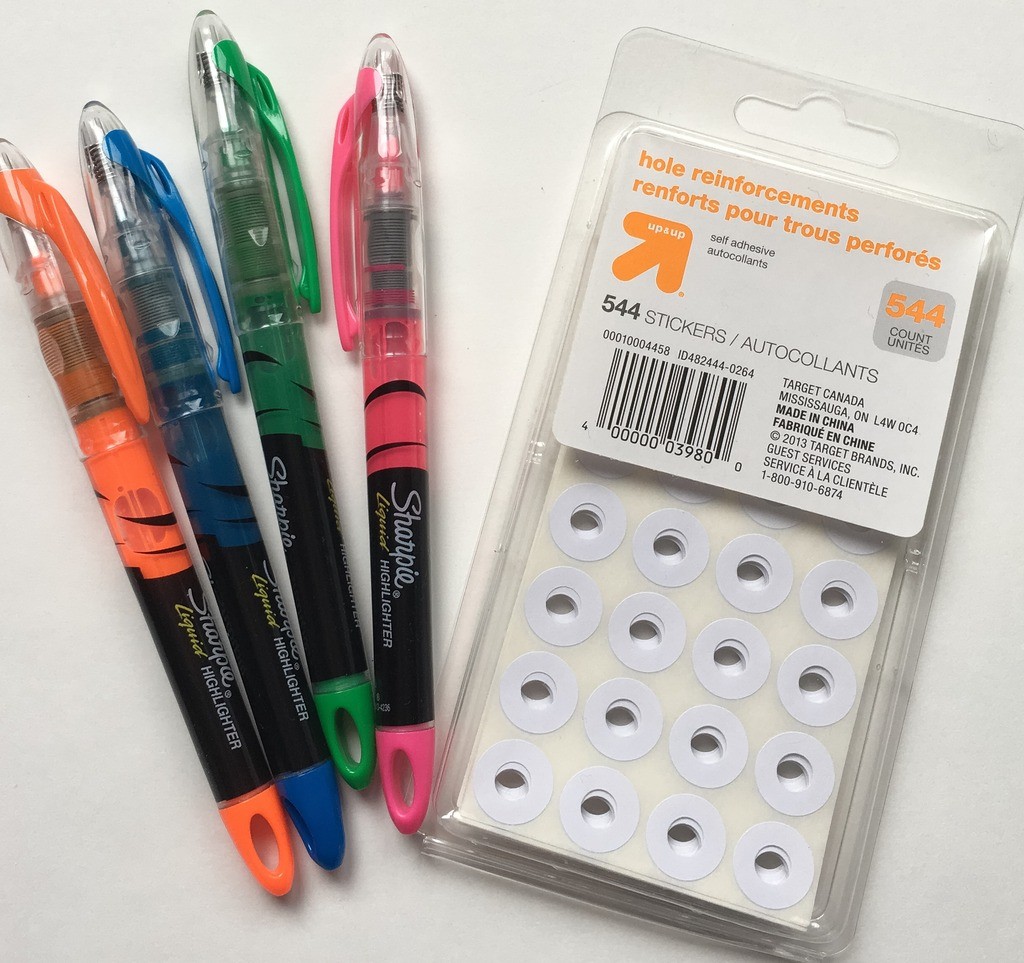 hole reinforcements
renforts pour trous perforés
up&up
self adhesive
autocollants
544 STICKERS / AUTOCOLLANTS
544
COUNT
UNITÉS
00010004458 ID482444-0264
4 00000 03980 0
TARGET CANADA
MISSISSAUGA, ON L4W 0C4
MADE IN CHINA
FABRIQUÉ EN CHINE
© 2013 TARGET BRANDS, INC.
GUEST SERVICES
SERVICE À LA CLIENTÈLE
1-800-910-6874
Sharpie®
Liquid HIGHLIGHTER
Sharpie
Liquid HIGHLIGHTER
Sharpie
Liquid HIGHLIGHTER
Sharpie®
Liquid HIGHLIGHTER